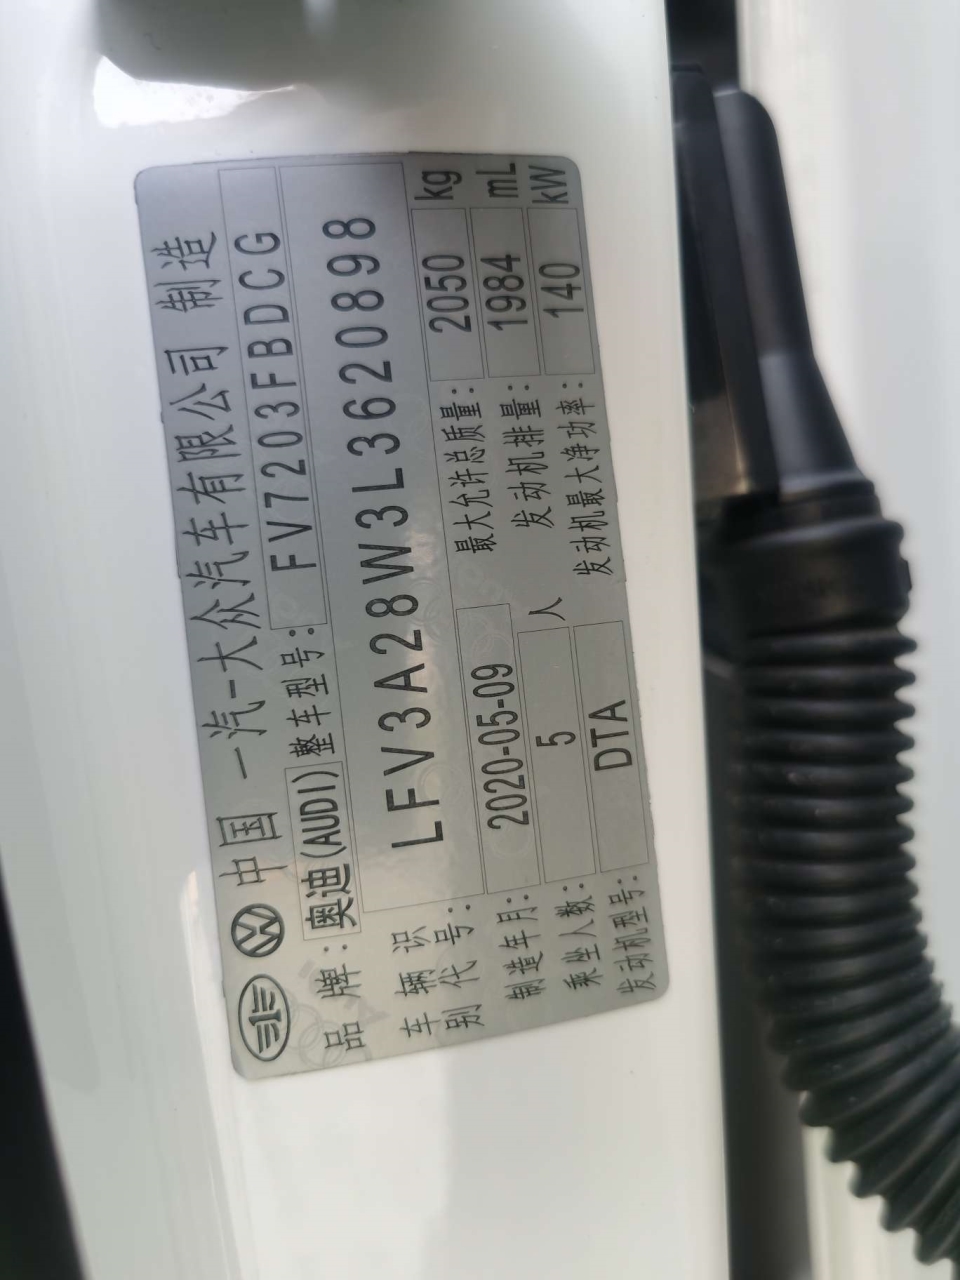 中国 一汽-大众汽车有限公司 制造
品牌: 奥迪(AUDI) 整车型号: FV7203FBDCG
车辆识别代号: LFV3A28W3L3620898
制造年月: 2020-05-09 最大允许总质量: 2050 kg
乘坐人数: 5 人 发动机排量: 1984 mL
发动机型号: DTA 发动机最大净功率: 140 kW